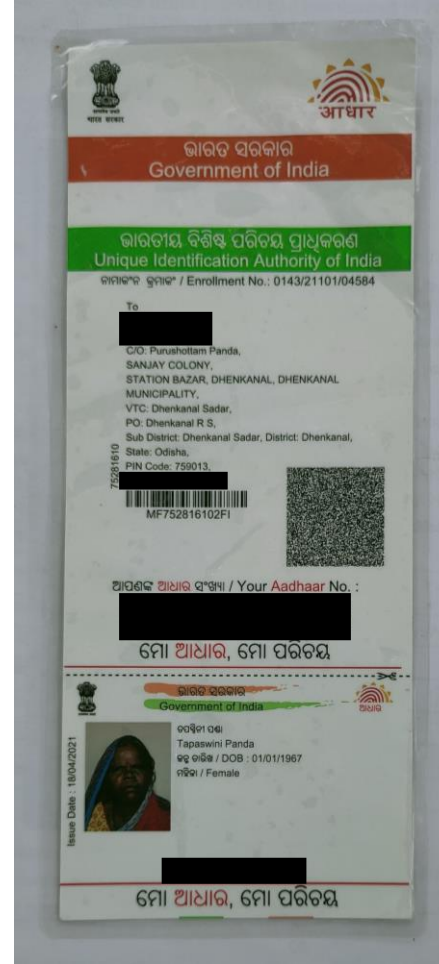 भारत सरकार
आधार
ଭାରତ ସରକାର
Government of India
ଭାରତୀୟ ବିଶିଷ୍ଟ ପରିଚୟ ପ୍ରାଧିକରଣ
Unique Identification Authority of India
ନାମାଙ୍କନ କ୍ରମାଙ୍କ / Enrollment No.: 0143/21101/04584
To
C/O: Purushottam Panda,
SANJAY COLONY,
STATION BAZAR, DHENKANAL, DHENKANAL
MUNICIPALITY,
VTC: Dhenkanal Sadar,
PO: Dhenkanal R S,
Sub District: Dhenkanal Sadar, District: Dhenkanal,
State: Odisha,
PIN Code: 759013,
75281610
MF752816102FI
ଆପଣଙ୍କ ଆଧାର ସଂଖ୍ୟା / Your Aadhaar No. :
ମୋ ଆଧାର, ମୋ ପରିଚୟ
ଭାରତ ସରକାର
Government of India
ଆଧାର
Issue Date : 18/04/2021
ତପସ୍ଵିନୀ ପଣ୍ଡା
Tapaswini Panda
ଜନ୍ମ ତାରିଖ / DOB : 01/01/1967
ମହିଳା / Female
ମୋ ଆଧାର, ମୋ ପରିଚୟ